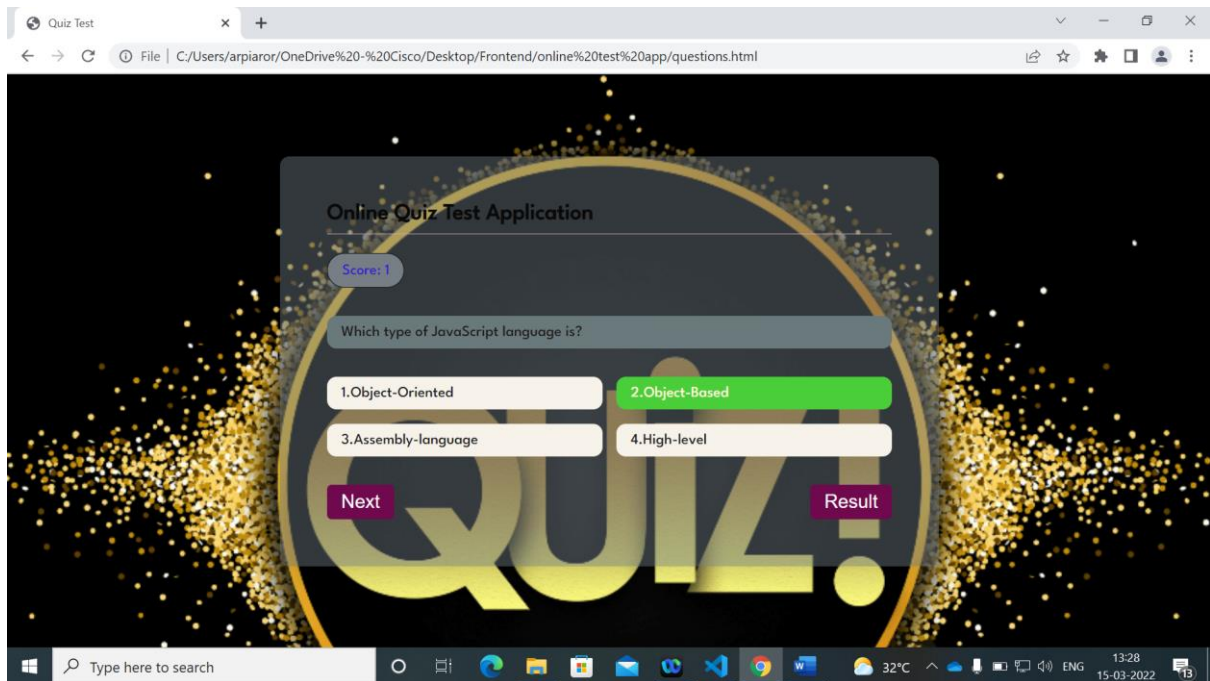 Quiz Test
File | C:/Users/arpiaror/OneDrive%20-%20Cisco/Desktop/Frontend/online%20test%20app/questions.html
Online Quiz Test Application
Score: 1
Which type of JavaScript language is?
1.Object-Oriented
2.Object-Based
3.Assembly-language
4.High-level
Next
Result
QUIZ!
Type here to search
32°C
ENG
13:28
15-03-2022
13